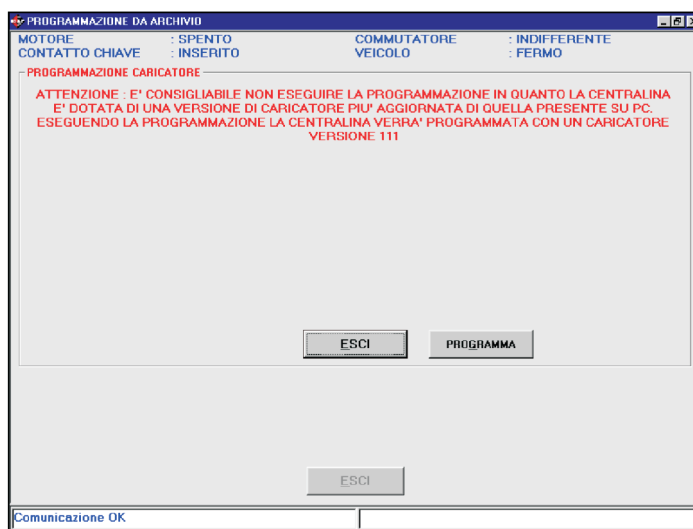 PROGRAMMAZIONE DA ARCHIVIO
MOTORE : SPENTO COMMUTATORE : INDIFFERENTE
CONTATTO CHIAVE : INSERITO VEICOLO : FERMO
PROGRAMMAZIONE CARICATORE
ATTENZIONE : E' CONSIGLIABILE NON ESEGUIRE LA PROGRAMMAZIONE IN QUANTO LA CENTRALINA
E' DOTATA DI UNA VERSIONE DI CARICATORE PIU' AGGIORNATA DI QUELLA PRESENTE SU PC.
ESEGUENDO LA PROGRAMMAZIONE LA CENTRALINA VERRA' PROGRAMMATA CON UN CARICATORE
VERSIONE 111
ESCI PROGRAMMA
ESCI
Comunicazione OK